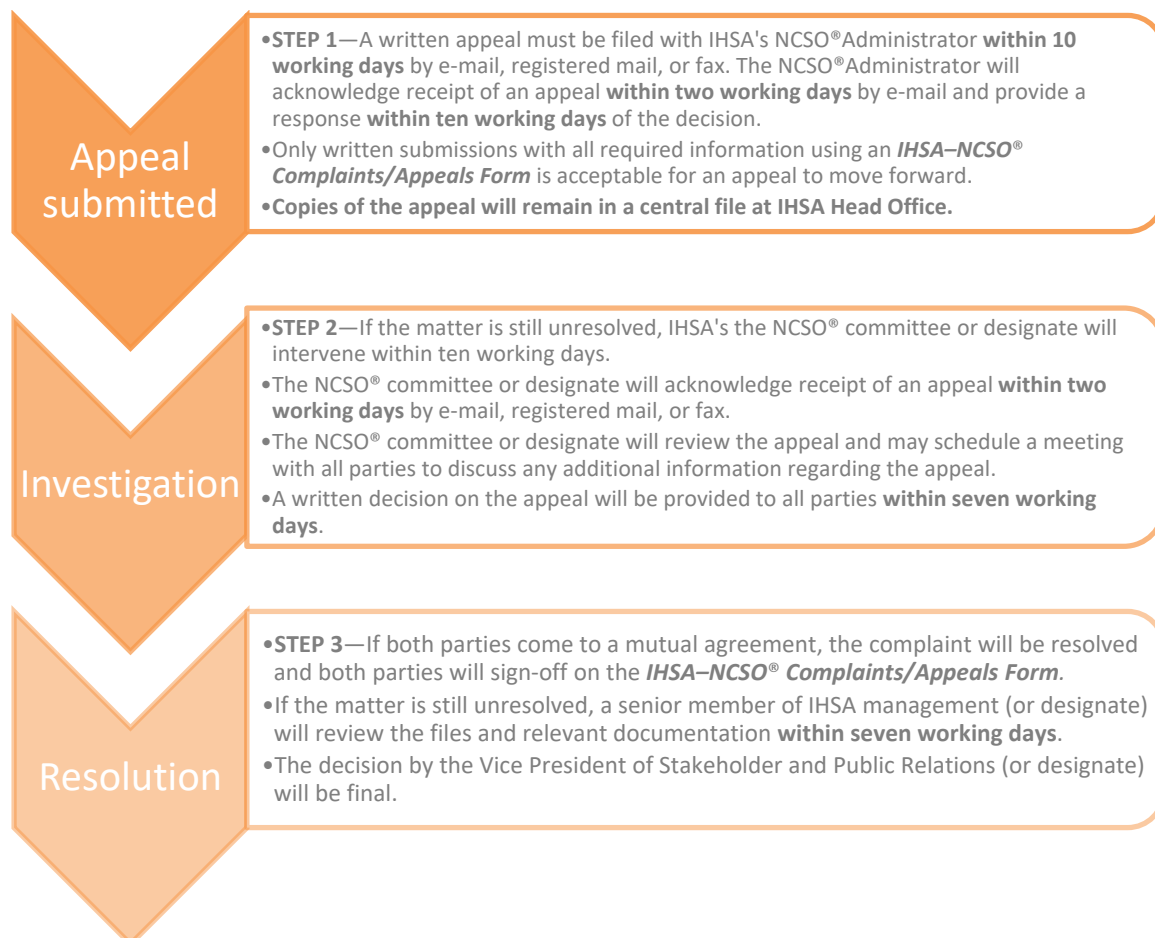 Appeal
submitted
•STEP 1—A written appeal must be filed with IHSA's NCSO®Administrator within 10
working days by e-mail, registered mail, or fax. The NCSO®Administrator will
acknowledge receipt of an appeal within two working days by e-mail and provide a
response within ten working days of the decision.
•Only written submissions with all required information using an IHSA–NCSO®
Complaints/Appeals Form is acceptable for an appeal to move forward.
•Copies of the appeal will remain in a central file at IHSA Head Office.
Investigation
•STEP 2—If the matter is still unresolved, IHSA's the NCSO® committee or designate will
intervene within ten working days.
•The NCSO® committee or designate will acknowledge receipt of an appeal within two
working days by e-mail, registered mail, or fax.
•The NCSO® committee or designate will review the appeal and may schedule a meeting
with all parties to discuss any additional information regarding the appeal.
•A written decision on the appeal will be provided to all parties within seven working
days.
Resolution
•STEP 3—If both parties come to a mutual agreement, the complaint will be resolved
and both parties will sign-off on the IHSA–NCSO® Complaints/Appeals Form.
•If the matter is still unresolved, a senior member of IHSA management (or designate)
will review the files and relevant documentation within seven working days.
•The decision by the Vice President of Stakeholder and Public Relations (or designate)
will be final.